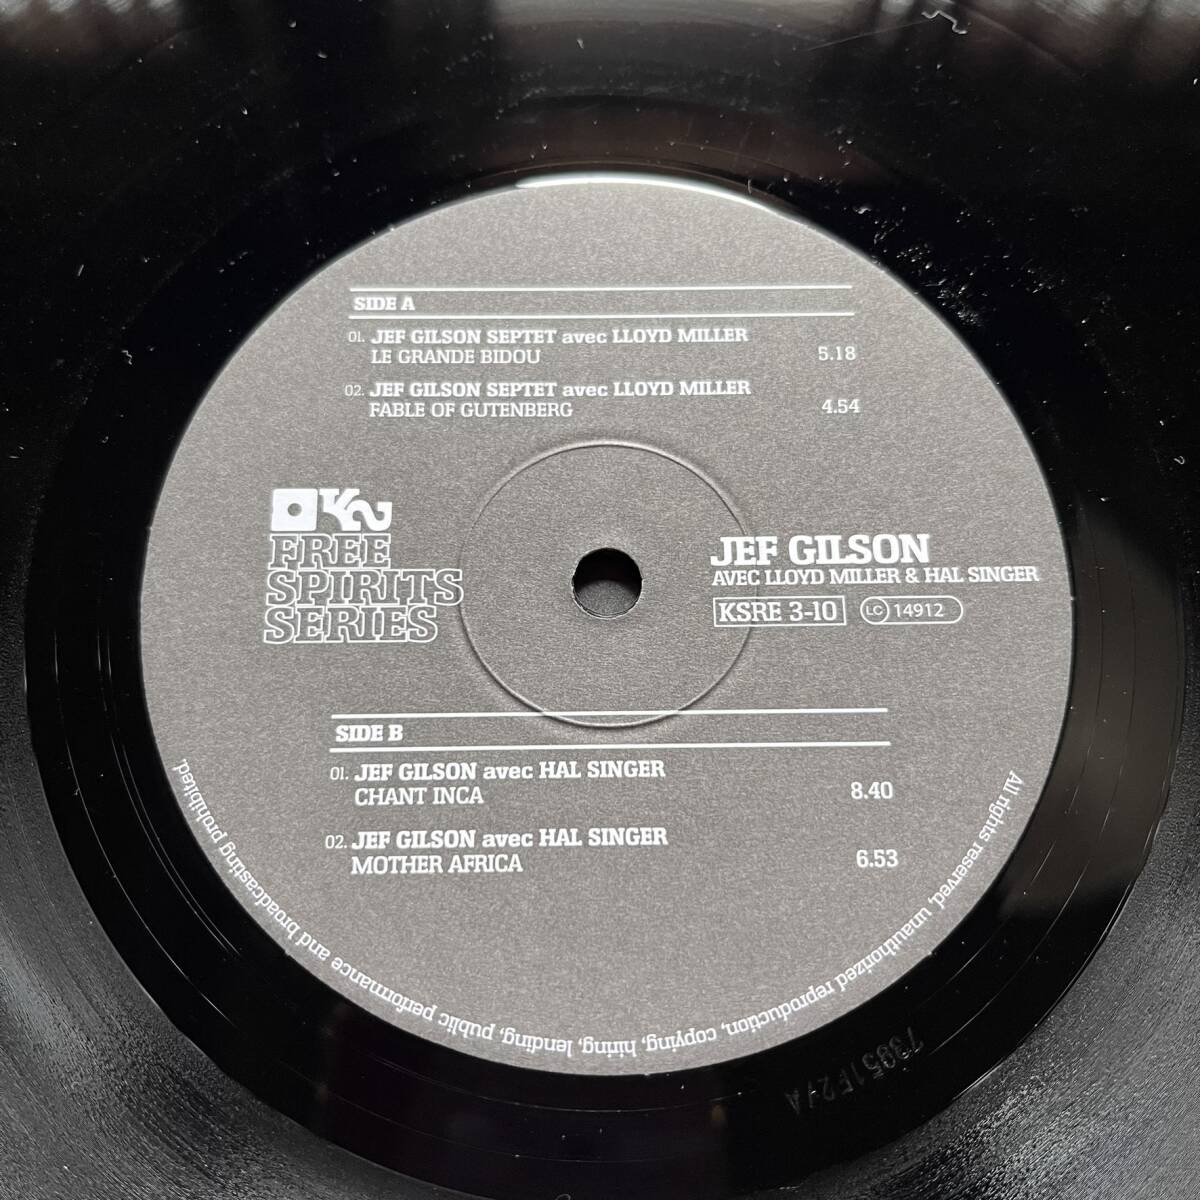 SIDE A
01. JEF GILSON SEPTET avec LLOYD MILLER
LE GRANDE BIDOU 5.18
02. JEF GILSON SEPTET avec LLOYD MILLER
FABLE OF GUTENBERG 4.54
K2
FREE
SPIRITS
SERIES
JEF GILSON
AVEC LLOYD MILLER & HAL SINGER
KSRE 3-10 LC 14912
SIDE B
01. JEF GILSON avec HAL SINGER
CHANT INCA 8.40
02. JEF GILSON avec HAL SINGER
MOTHER AFRICA 6.53
All rights reserved, unauthorized reproduction, copying, hiring, lending, public performance and broadcasting prohibited.